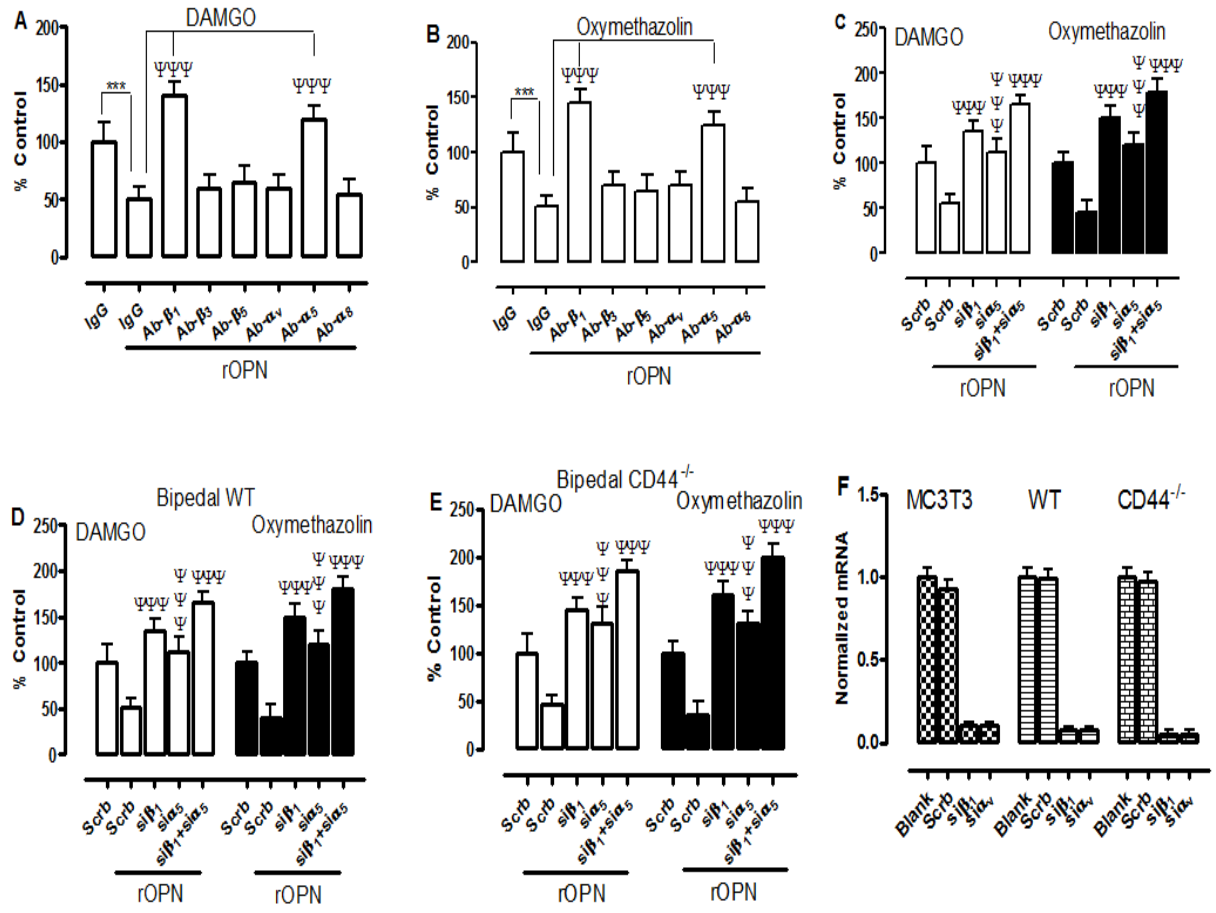 A
DAMGO
% Control
200
150
100
50
0
***
ΨΨΨ
ΨΨΨ
IgG
IgG
Ab-β1
Ab-β3
Ab-β5
Ab-αv
Ab-α5
Ab-α8
rOPN
B
Oxymethazolin
% Control
200
150
100
50
0
***
ΨΨΨ
ΨΨΨ
IgG
IgG
Ab-β1
Ab-β3
Ab-β5
Ab-αv
Ab-α5
Ab-α8
rOPN
C
DAMGO
Oxymethazolin
% Control
250
200
150
100
50
0
ΨΨΨ
Ψ
Ψ
Ψ
ΨΨΨ
ΨΨΨ
Ψ
Ψ
Ψ
ΨΨΨ
Scrb
Scrb
siβ1
siα5
siβ1+siα5
Scrb
Scrb
siβ1
siα5
siβ1+siα5
rOPN
rOPN
D
Bipedal WT
DAMGO
Oxymethazolin
% Control
250
200
150
100
50
0
ΨΨΨ
Ψ
Ψ
Ψ
ΨΨΨ
ΨΨΨ
Ψ
Ψ
Ψ
ΨΨΨ
Scrb
Scrb
siβ1
siα5
siβ1+siα5
Scrb
Scrb
siβ1
siα5
siβ1+siα5
rOPN
rOPN
E
Bipedal CD44-/-
DAMGO
Oxymethazolin
% Control
250
200
150
100
50
0
ΨΨΨ
Ψ
Ψ
Ψ
ΨΨΨ
ΨΨΨ
Ψ
Ψ
Ψ
ΨΨΨ
Scrb
Scrb
siβ1
siα5
siβ1+siα5
Scrb
Scrb
siβ1
siα5
siβ1+siα5
rOPN
rOPN
F
MC3T3
WT
CD44-/-
Normalized mRNA
1.5
1.0
0.5
0.0
Blank
Scrb
siβ1
siαv
Blank
Scrb
siβ1
siαv
Blank
Scrb
siβ1
siαv